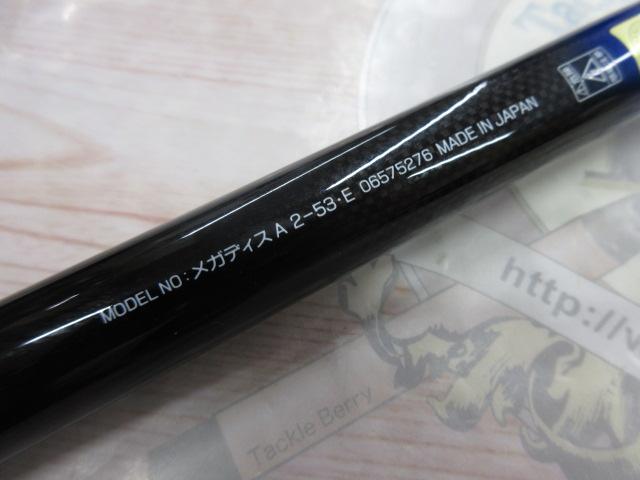 MODEL NO:メガディス A 2-53・E 06575276 MADE IN JAPAN
http://w
Tackle Berry